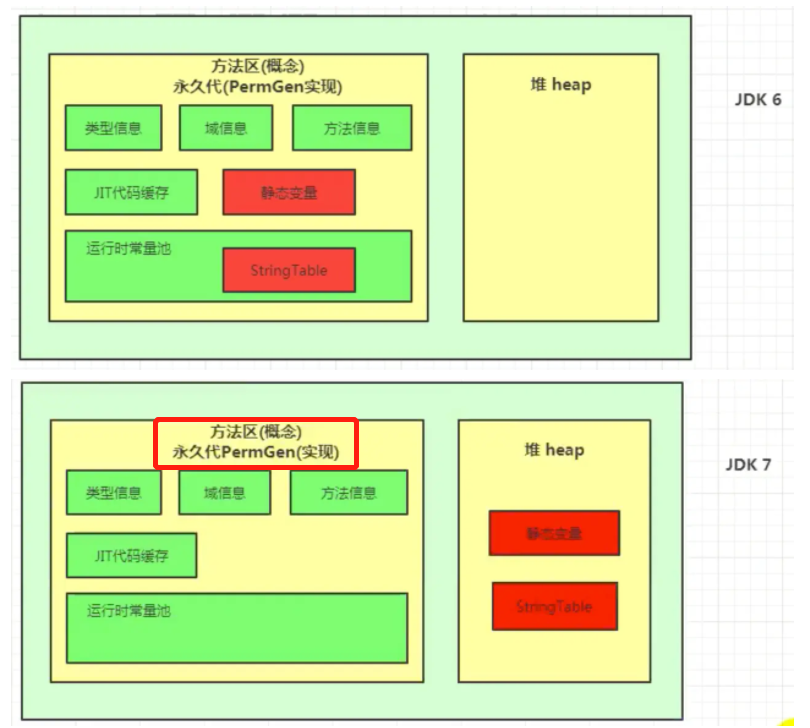 方法区(概念)
永久代(PermGen实现)
堆 heap
JDK 6
类型信息
域信息
方法信息
JIT代码缓存
静态变量
运行时常量池
StringTable
方法区(概念)
永久代PermGen(实现)
堆 heap
JDK 7
类型信息
域信息
方法信息
静态变量
JIT代码缓存
StringTable
运行时常量池